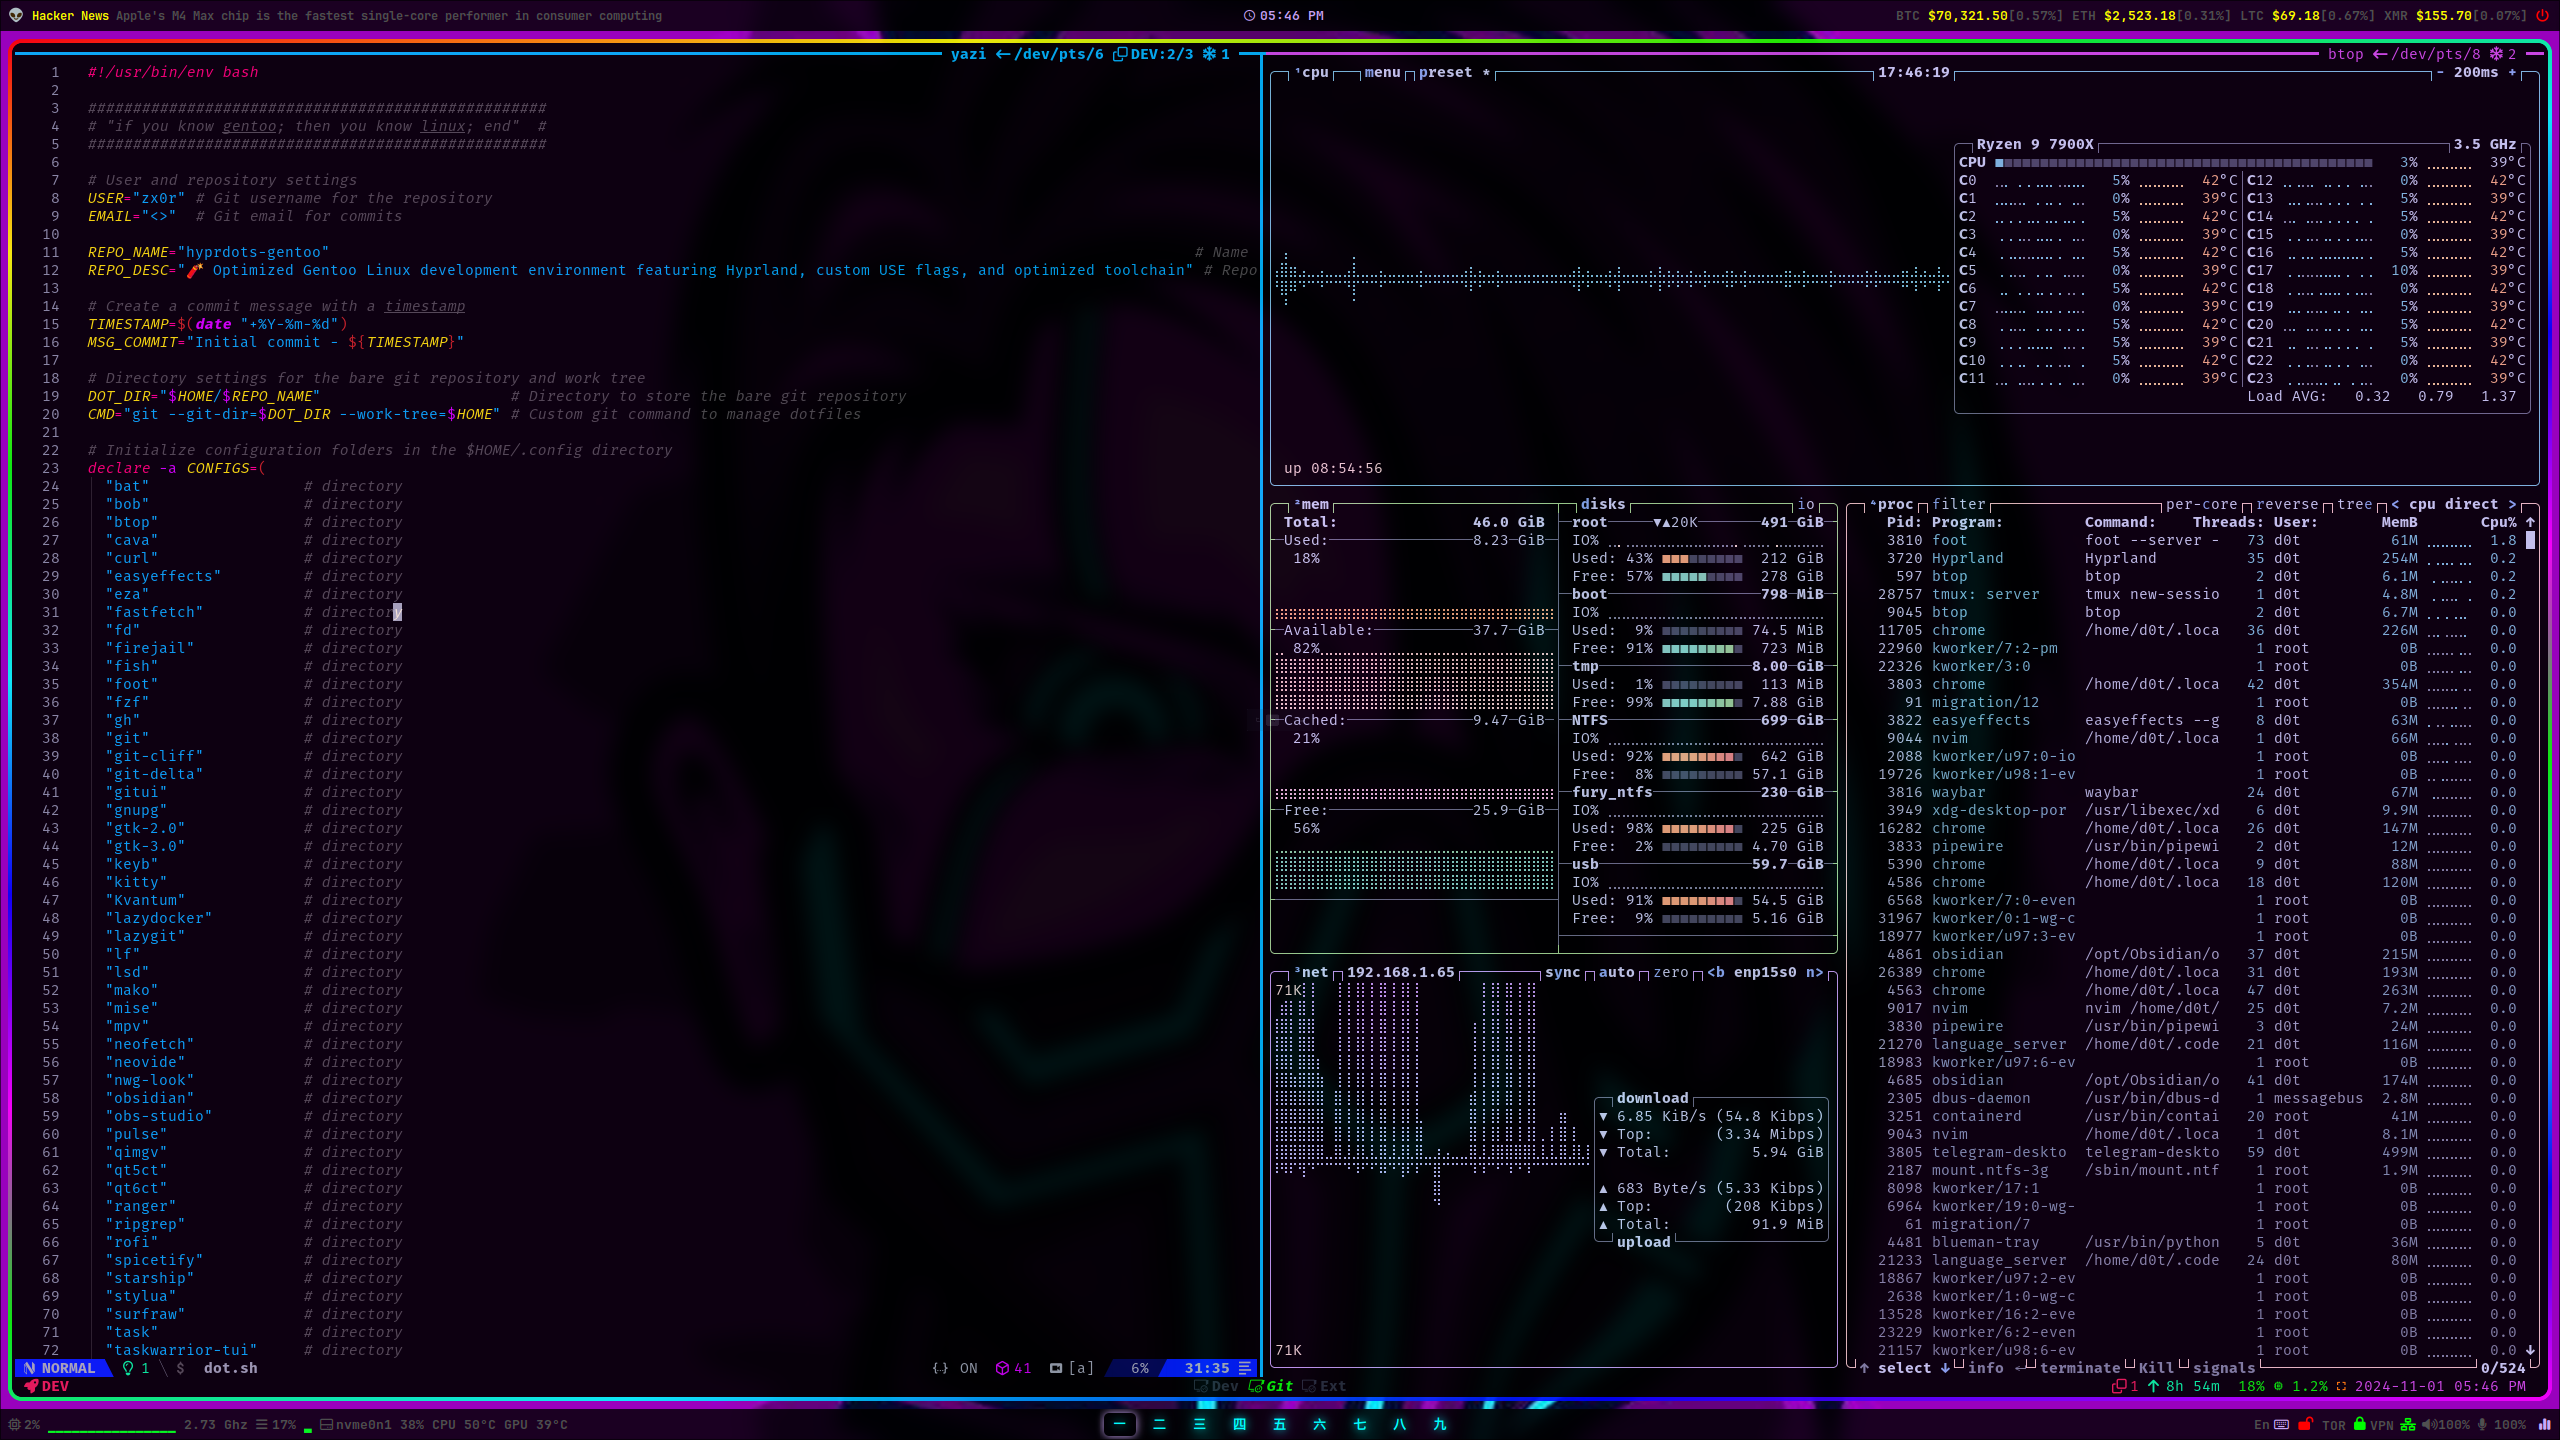 Hacker News Apple's M4 Max chip is the fastest single-core performer in consumer computing
05:46 PM
BTC $70,321.50[0.57%] ETH $2,523.18[0.31%] LTC $69.18[0.67%] XMR $155.70[0.07%]
yazi ←/dev/pts/6 DEV:2/3 1
btop ←/dev/pts/8 2
1 #!/usr/bin/env bash
2
3 ###################################################
4 # "if you know gentoo; then you know linux; end"  #
5 ###################################################
6
7 # User and repository settings
8 USER="zx0r" # Git username for the repository
9 EMAIL="<>"  # Git email for commits
10
11 REPO_NAME="hyprdots-gentoo" # Name
12 REPO_DESC="🧨 Optimized Gentoo Linux development environment featuring Hyprland, custom USE flags, and optimized toolchain" # Repo
13
14 # Create a commit message with a timestamp
15 TIMESTAMP=$(date "+%Y-%m-%d")
16 MSG_COMMIT="Initial commit - ${TIMESTAMP}"
17
18 # Directory settings for the bare git repository and work tree
19 DOT_DIR="$HOME/$REPO_NAME" # Directory to store the bare git repository
20 CMD="git --git-dir=$DOT_DIR --work-tree=$HOME" # Custom git command to manage dotfiles
21
22 # Initialize configuration folders in the $HOME/.config directory
23 declare -a CONFIGS=(
24 "bat" # directory
25 "bob" # directory
26 "btop" # directory
27 "cava" # directory
28 "curl" # directory
29 "easyeffects" # directory
30 "eza" # directory
31 "fastfetch" # directory
32 "fd" # directory
33 "firejail" # directory
34 "fish" # directory
35 "foot" # directory
36 "fzf" # directory
37 "gh" # directory
38 "git" # directory
39 "git-cliff" # directory
40 "git-delta" # directory
41 "gitui" # directory
42 "gnupg" # directory
43 "gtk-2.0" # directory
44 "gtk-3.0" # directory
45 "keyb" # directory
46 "kitty" # directory
47 "Kvantum" # directory
48 "lazydocker" # directory
49 "lazygit" # directory
50 "lf" # directory
51 "lsd" # directory
52 "mako" # directory
53 "mise" # directory
54 "mpv" # directory
55 "neofetch" # directory
56 "neovide" # directory
57 "nwg-look" # directory
58 "obsidian" # directory
59 "obs-studio" # directory
60 "pulse" # directory
61 "qimgv" # directory
62 "qt5ct" # directory
63 "qt6ct" # directory
64 "ranger" # directory
65 "ripgrep" # directory
66 "rofi" # directory
67 "spicetify" # directory
68 "starship" # directory
69 "stylua" # directory
70 "surfraw" # directory
71 "task" # directory
72 "taskwarrior-tui" # directory
NORMAL 1 $ dot.sh {..} ON 41 [a] 6% 31:35
¹cpu menu preset * 17:46:19 - 200ms +
Ryzen 9 7900X 3.5 GHz
CPU 3% 39°C
C0 5% 42°C C12 0% 42°C
C1 0% 39°C C13 5% 39°C
C2 5% 42°C C14 5% 42°C
C3 0% 39°C C15 0% 39°C
C4 5% 42°C C16 5% 42°C
C5 0% 39°C C17 10% 39°C
C6 5% 42°C C18 0% 42°C
C7 0% 39°C C19 5% 39°C
C8 5% 42°C C20 5% 42°C
C9 5% 39°C C21 5% 39°C
C10 5% 42°C C22 0% 42°C
C11 0% 39°C C23 0% 39°C
Load AVG: 0.32 0.79 1.37
up 08:54:56
²mem
Total: 46.0 GiB
Used: 8.23 GiB
18%
Available: 37.7 GiB
82%
Cached: 9.47 GiB
21%
Free: 25.9 GiB
56%
disks io
root ▼▲20K 491 GiB
IO%
Used: 43% 212 GiB
Free: 57% 278 GiB
boot 798 MiB
IO%
Used: 9% 74.5 MiB
Free: 91% 723 MiB
tmp 8.00 GiB
Used: 1% 113 MiB
Free: 99% 7.88 GiB
NTFS 699 GiB
IO%
Used: 92% 642 GiB
Free: 8% 57.1 GiB
fury_ntfs 230 GiB
IO%
Used: 98% 225 GiB
Free: 2% 4.70 GiB
usb 59.7 GiB
IO%
Used: 91% 54.5 GiB
Free: 9% 5.16 GiB
³net 192.168.1.65 sync auto zero <b enp15s0 n>
71K
download
▼ 6.85 KiB/s (54.8 Kibps)
▼ Top: (3.34 Mibps)
▼ Total: 5.94 GiB
▲ 683 Byte/s (5.33 Kibps)
▲ Top: (208 Kibps)
▲ Total: 91.9 MiB
upload
71K
⁴proc filter per-core reverse tree < cpu direct >
Pid: Program: Command: Threads: User: MemB Cpu% ↑
3810 foot foot --server - 73 d0t 61M 1.8
3720 Hyprland Hyprland 35 d0t 254M 0.2
597 btop btop 2 d0t 6.1M 0.2
28757 tmux: server tmux new-sessio 1 d0t 4.8M 0.2
9045 btop btop 2 d0t 6.7M 0.0
11705 chrome /home/d0t/.loca 36 d0t 226M 0.0
22960 kworker/7:2-pm 1 root 0B 0.0
22326 kworker/3:0 1 root 0B 0.0
3803 chrome /home/d0t/.loca 42 d0t 354M 0.0
91 migration/12 1 root 0B 0.0
3822 easyeffects easyeffects --g 8 d0t 63M 0.0
9044 nvim /home/d0t/.loca 1 d0t 66M 0.0
2088 kworker/u97:0-io 1 root 0B 0.0
19726 kworker/u98:1-ev 1 root 0B 0.0
3816 waybar waybar 24 d0t 67M 0.0
3949 xdg-desktop-por /usr/libexec/xd 6 d0t 9.9M 0.0
16282 chrome /home/d0t/.loca 26 d0t 147M 0.0
3833 pipewire /usr/bin/pipewi 2 d0t 12M 0.0
5390 chrome /home/d0t/.loca 9 d0t 88M 0.0
4586 chrome /home/d0t/.loca 18 d0t 120M 0.0
6568 kworker/7:0-even 1 root 0B 0.0
31967 kworker/0:1-wg-c 1 root 0B 0.0
18977 kworker/u97:3-ev 1 root 0B 0.0
4861 obsidian /opt/Obsidian/o 37 d0t 215M 0.0
26389 chrome /home/d0t/.loca 31 d0t 193M 0.0
4563 chrome /home/d0t/.loca 47 d0t 263M 0.0
9017 nvim nvim /home/d0t/ 25 d0t 7.2M 0.0
3830 pipewire /usr/bin/pipewi 3 d0t 24M 0.0
21270 language_server /home/d0t/.code 21 d0t 116M 0.0
18983 kworker/u97:6-ev 1 root 0B 0.0
4685 obsidian /opt/Obsidian/o 41 d0t 174M 0.0
2305 dbus-daemon /usr/bin/dbus-d 1 messagebus 2.8M 0.0
3251 containerd /usr/bin/contai 20 root 41M 0.0
9043 nvim /home/d0t/.loca 1 d0t 8.1M 0.0
3805 telegram-deskto telegram-deskto 59 d0t 499M 0.0
2187 mount.ntfs-3g /sbin/mount.ntf 1 root 1.9M 0.0
8098 kworker/17:1 1 root 0B 0.0
6964 kworker/19:0-wg- 1 root 0B 0.0
61 migration/7 1 root 0B 0.0
4481 blueman-tray /usr/bin/python 5 d0t 36M 0.0
21233 language_server /home/d0t/.code 24 d0t 80M 0.0
18867 kworker/u97:2-ev 1 root 0B 0.0
2638 kworker/1:0-wg-c 1 root 0B 0.0
13528 kworker/16:2-eve 1 root 0B 0.0
23229 kworker/6:2-even 1 root 0B 0.0
21157 kworker/u98:6-ev 1 root 0B 0.0 ↓
↑ select ↓ info ↵ terminate Kill signals 0/524
DEV
Dev Git Ext
1 ↑ 8h 54m 18% 1.2% 2024-11-01 05:46 PM
2% 2.73 Ghz 17% nvme0n1 38% CPU 50°C GPU 39°C
一 二 三 四 五 六 七 八 九
En TOR VPN 100% 100%